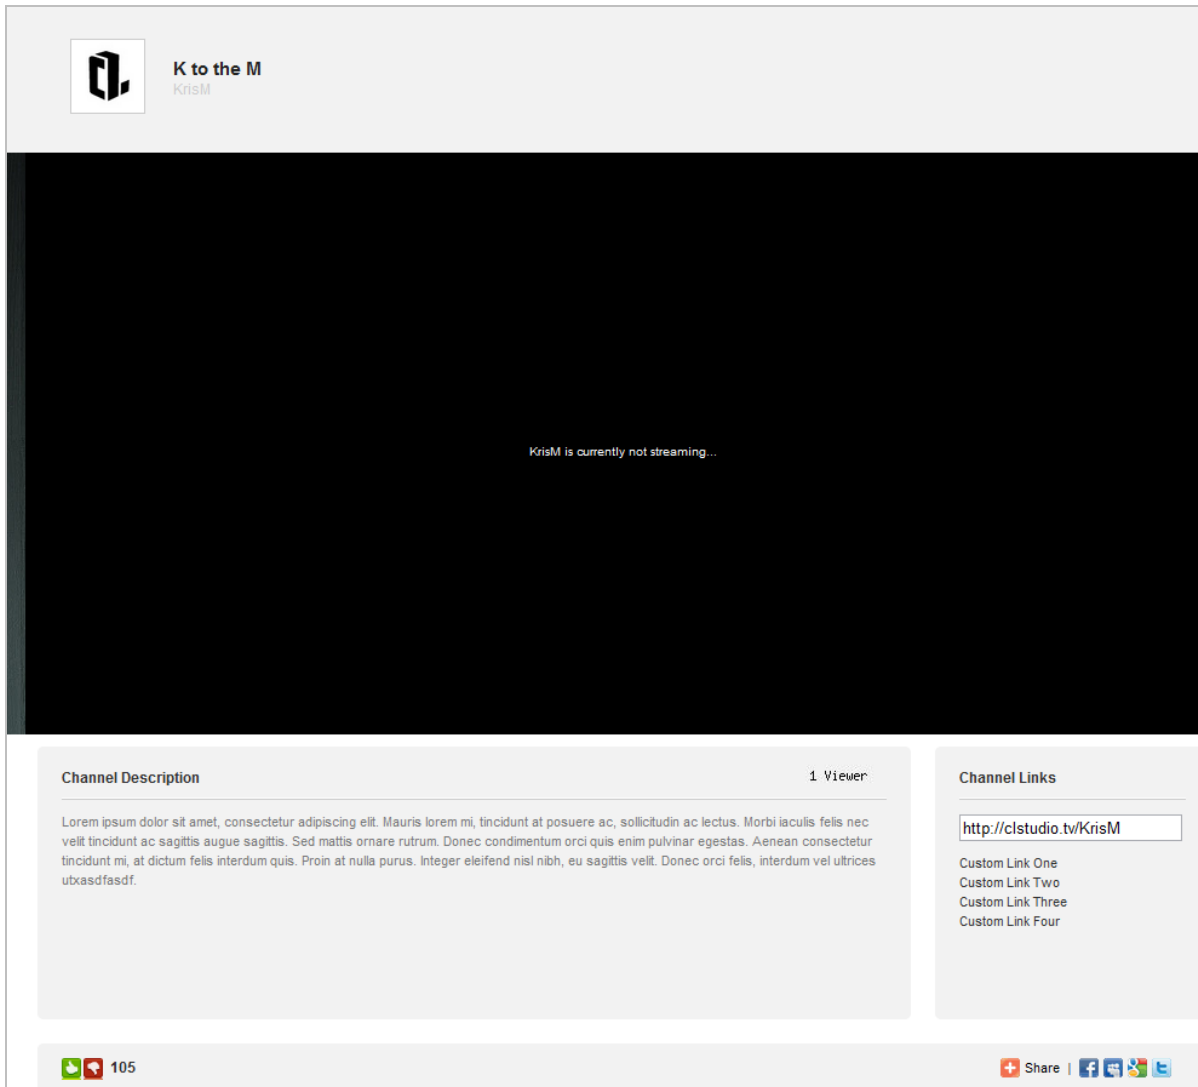 K to the M
KrisM
KrisM is currently not streaming...
Channel Description
1 Viewer
Lorem ipsum dolor sit amet, consectetur adipiscing elit. Mauris lorem mi, tincidunt at posuere ac, sollicitudin ac lectus. Morbi iaculis felis nec
velit tincidunt ac sagittis augue sagittis. Sed mattis ornare rutrum. Donec condimentum orci quis enim pulvinar egestas. Aenean consectetur
tincidunt mi, at dictum felis interdum quis. Proin at nulla purus. Integer eleifend nisl nibh, eu sagittis velit. Donec orci felis, interdum vel ultrices
utxasdfasdf.
Channel Links
http://clstudio.tv/KrisM
Custom Link One
Custom Link Two
Custom Link Three
Custom Link Four
105
Share |